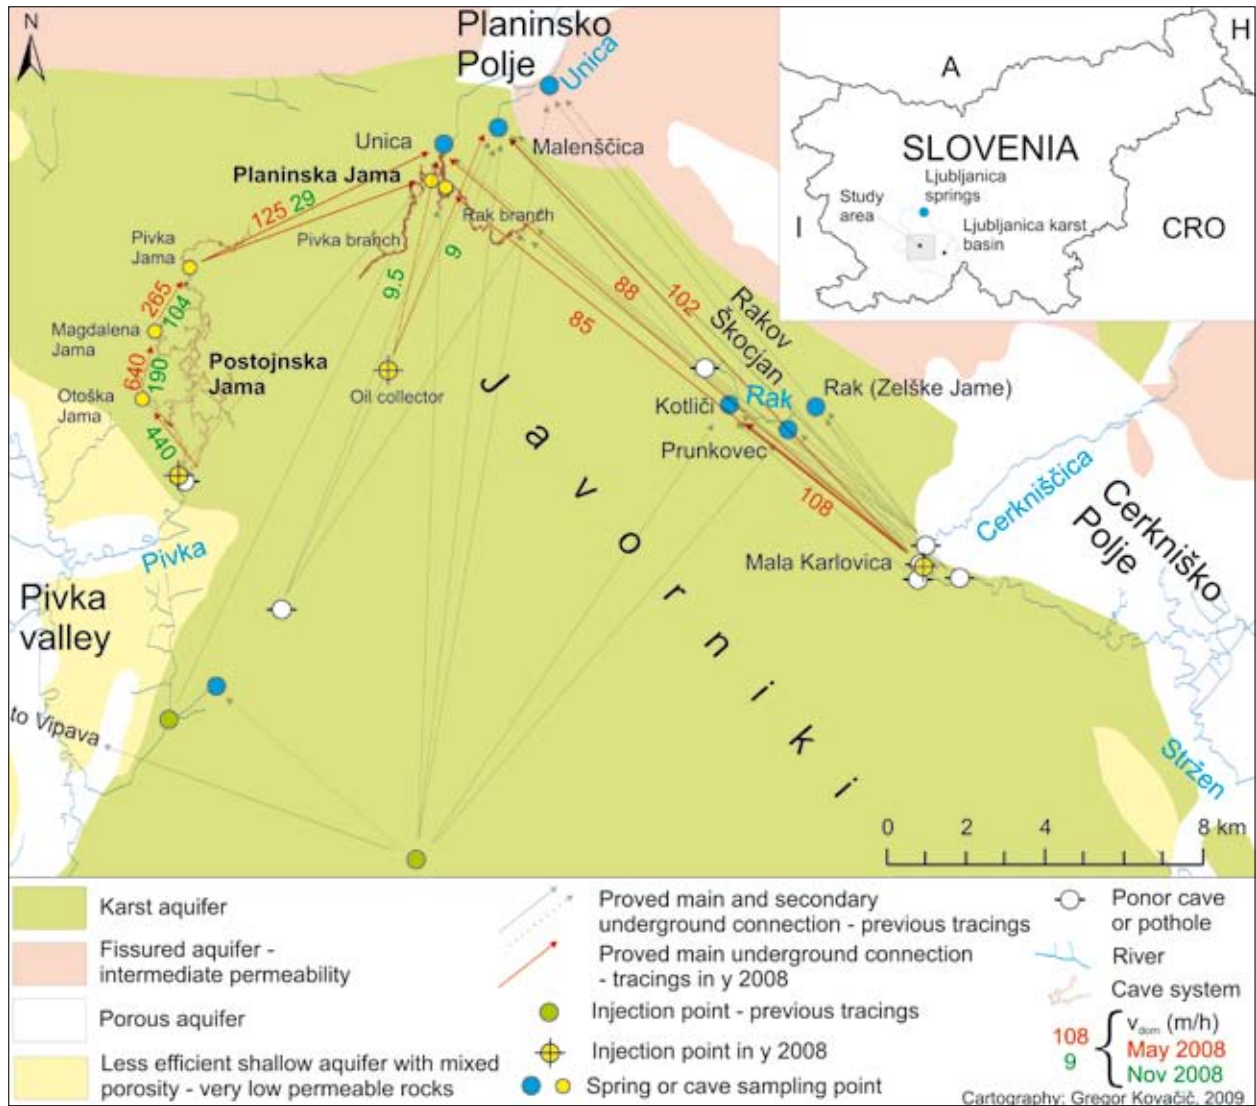 N
Planinsko
Polje
Unica
H
A
SLOVENIA
Ljubljanica
springs
Study
area
I
Ljubljanica karst
basin
CRO
Unica
Malenščica
Planinska Jama
125 29
Rak branch
Pivka branch
Pivka
Jama
9
9.5
88
102
85
265
104
Rakov
Škocjan
Magdalena
Jama
Postojnska
Jama
640
190
Otoška
Jama
Oil collector
Kotliči
Rak
Rak (Zelške Jame)
Prunkovec
440
108
Javorniki
Mala Karlovica
Cerkniščica
Cerkniško
Polje
Pivka
Pivka
valley
to Vipava
Stržen
0 2 4 8 km
Karst aquifer
Fissured aquifer -
intermediate permeability
Porous aquifer
Less efficient shallow aquifer with mixed
porosity - very low permeable rocks
Proved main and secondary
underground connection - previous tracings
Proved main underground connection
- tracings in y 2008
Injection point - previous tracings
Injection point in y 2008
Spring or cave sampling point
Ponor cave
or pothole
River
Cave system
108
9
v dom (m/h)
May 2008
Nov 2008
Cartography: Gregor Kovačič, 2009